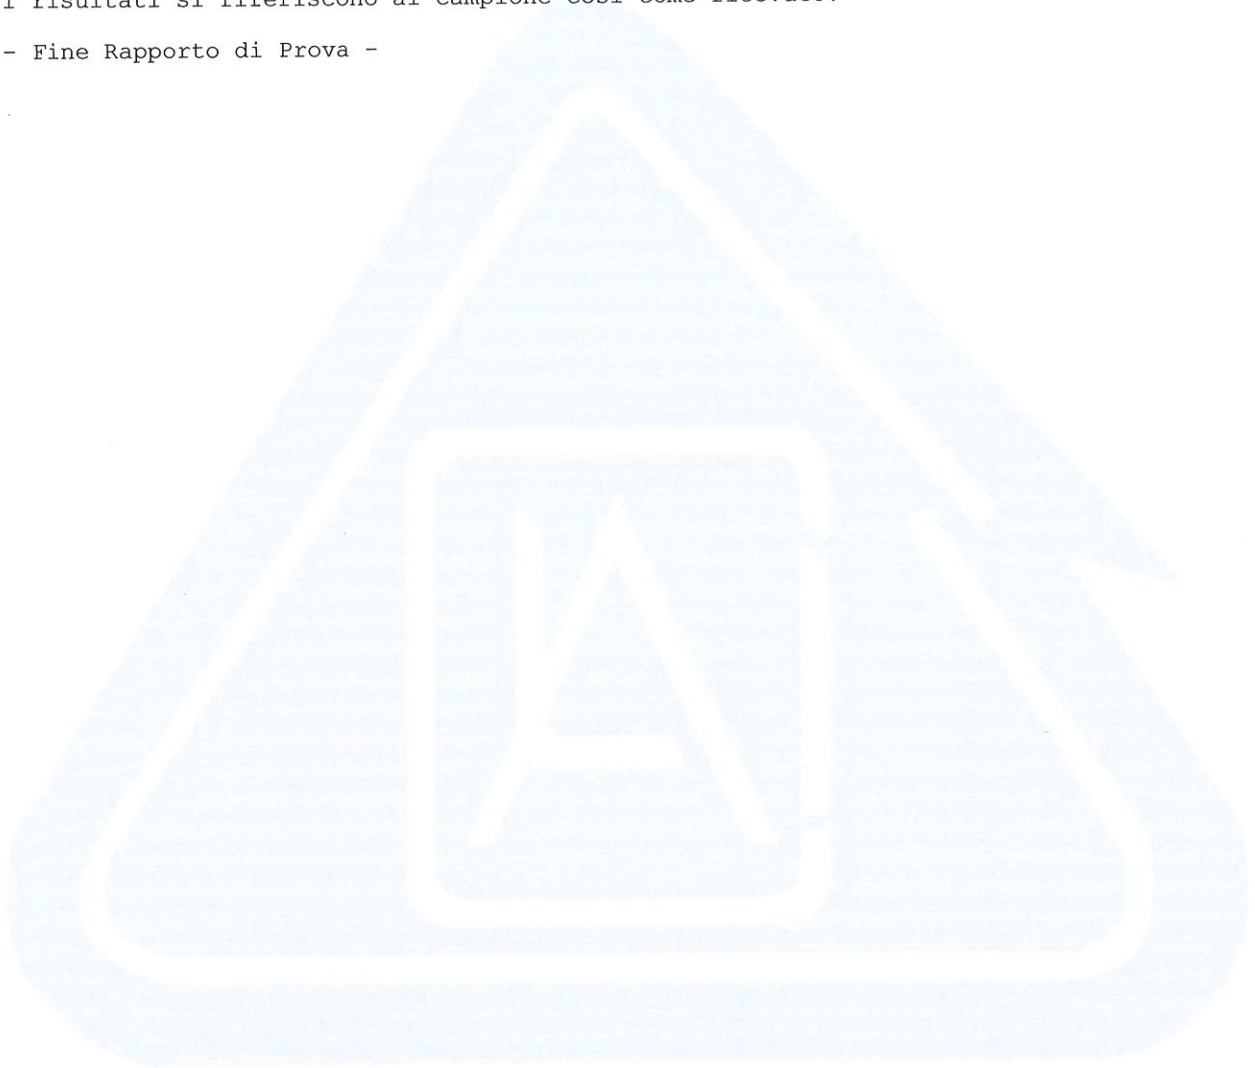 I risultati si riferiscono al campione così come ricevuto.
- Fine Rapporto di Prova -